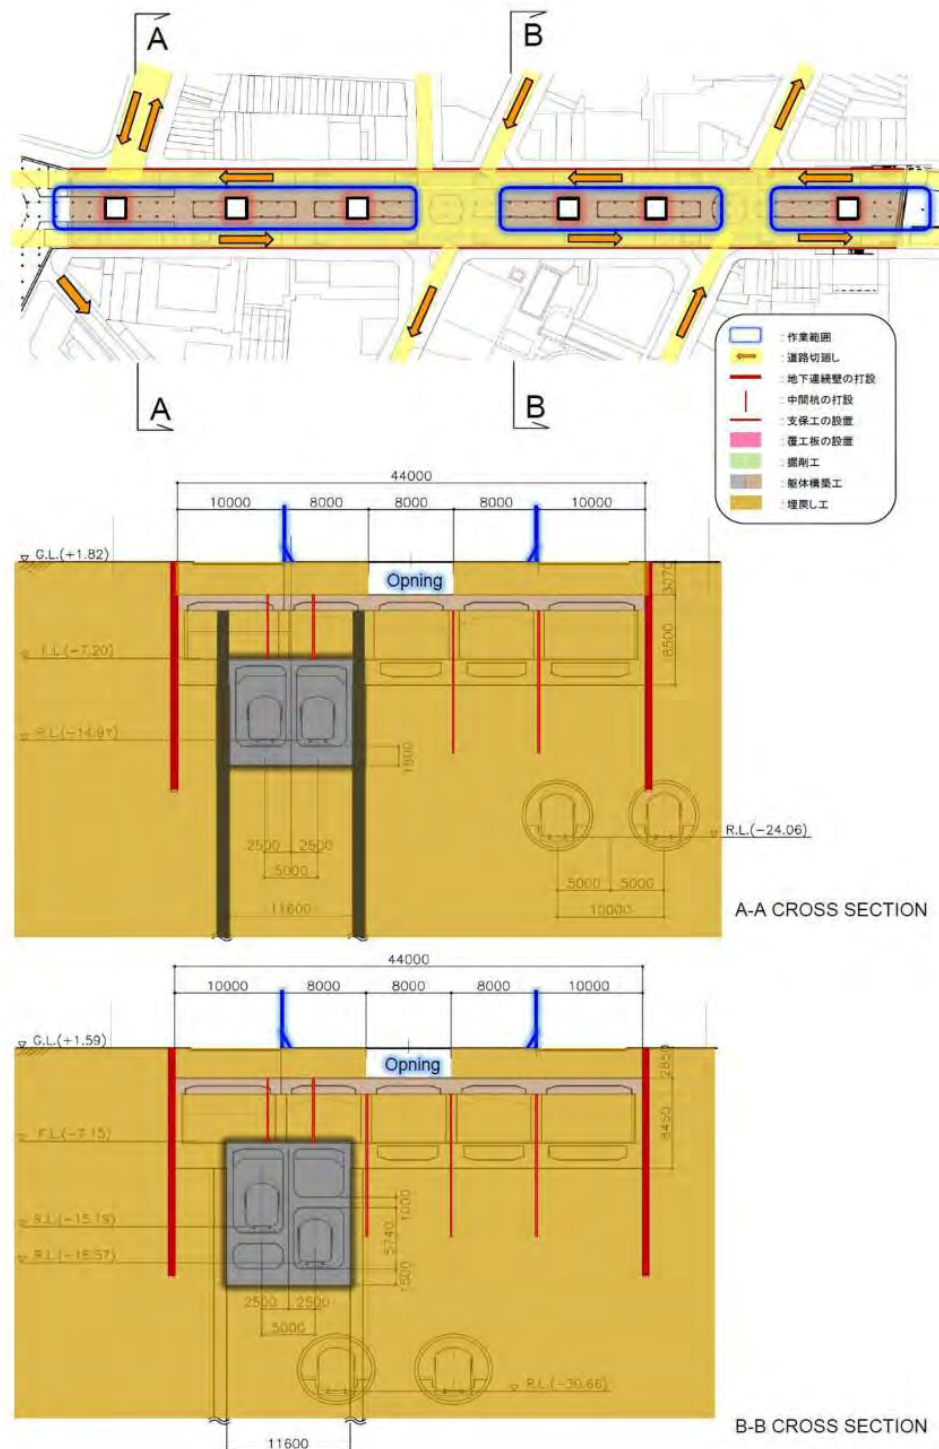 A
B
A
B
: 作業範囲
: 道路切廻し
: 地下連続壁の打設
: 中間杭の打設
: 支保工の設置
: 覆工板の設置
: 掘削工
: 躯体構築工
: 埋戻し工
44000
10000 8000 8000 8000 10000
G.L.(+1.82)
Opning
3070
8500
F.L.(-7.20)
R.L.(-14.97)
1800
R.L.(-24.06)
2500 2500
5000
5000 5000
10000
11600
A-A CROSS SECTION
44000
10000 8000 8000 8000 10000
G.L.(+1.59)
Opning
2850
8450
F.L.(-7.15)
1000
R.L.(-15.19)
5740
R.L.(-18.57)
1800
2500 2500
5000
R.L.(-30.66)
11600
B-B CROSS SECTION